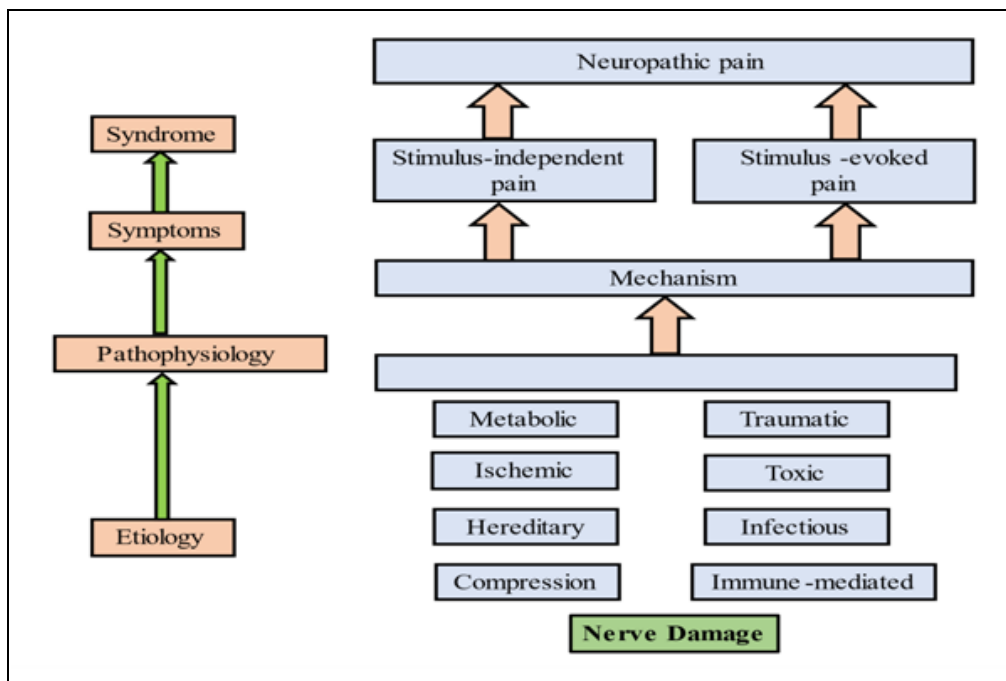 Syndrome
Symptoms
Pathophysiology
Etiology
Neuropathic pain
Stimulus-independent
pain
Stimulus -evoked
pain
Mechanism
Metabolic
Traumatic
Ischemic
Toxic
Hereditary
Infectious
Compression
Immune-mediated
Nerve Damage